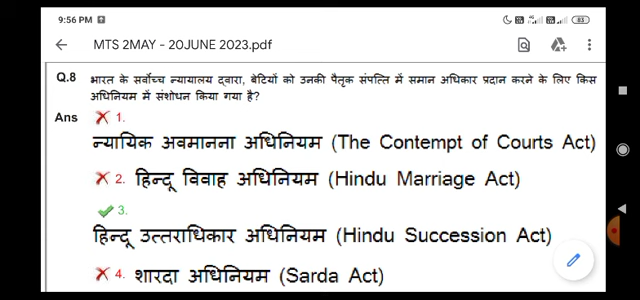 9:56 PM
83
MTS 2MAY - 20JUNE 2023.pdf
Q.8 भारत के सर्वोच्च न्यायालय द्वारा, बेटियों को उनकी पैतृक संपत्ति में समान अधिकार प्रदान करने के लिए किस
अधिनियम में संशोधन किया गया है?
Ans 1.
न्यायिक अवमानना अधिनियम (The Contempt of Courts Act)
2. हिन्दू विवाह अधिनियम (Hindu Marriage Act)
3.
हिन्दू उत्तराधिकार अधिनियम (Hindu Succession Act)
4. शारदा अधिनियम (Sarda Act)